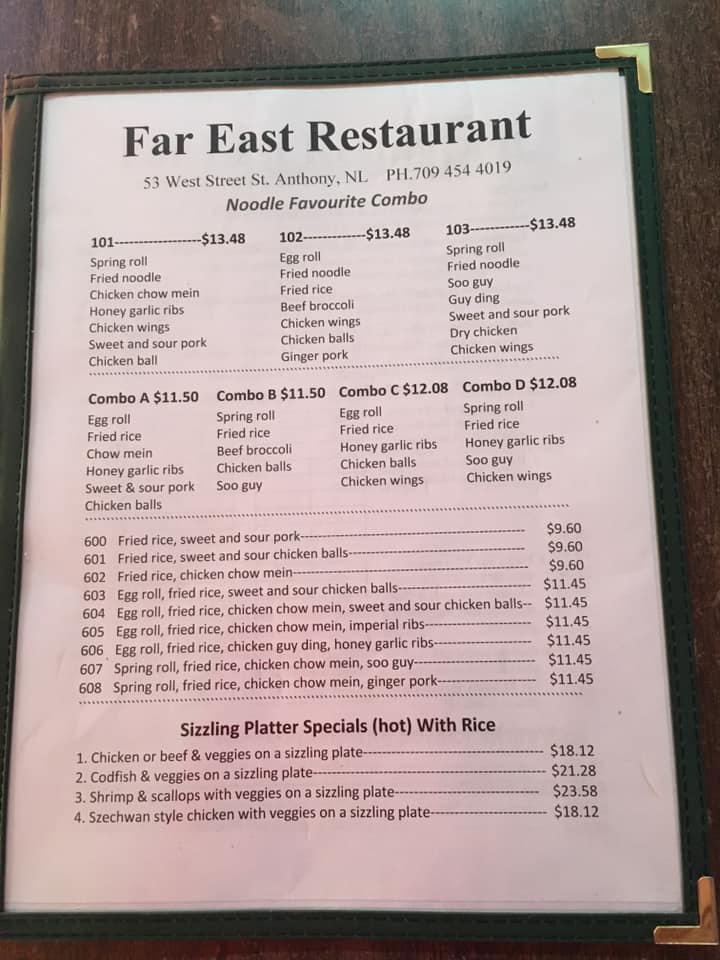 Far East Restaurant
53 West Street St. Anthony, NL PH.709 454 4019
Noodle Favourite Combo
101-------------------$13.48
Spring roll
Fried noodle
Chicken chow mein
Honey garlic ribs
Chicken wings
Sweet and sour pork
Chicken ball
102-------------$13.48
Egg roll
Fried noodle
Fried rice
Beef broccoli
Chicken wings
Chicken balls
Ginger pork
103------------$13.48
Spring roll
Fried noodle
Soo guy
Guy ding
Sweet and sour pork
Dry chicken
Chicken wings
Combo A $11.50
Egg roll
Fried rice
Chow mein
Honey garlic ribs
Sweet & sour pork
Chicken balls
Combo B $11.50
Spring roll
Fried rice
Beef broccoli
Chicken balls
Soo guy
Combo C $12.08
Egg roll
Fried rice
Honey garlic ribs
Chicken balls
Chicken wings
Combo D $12.08
Spring roll
Fried rice
Honey garlic ribs
Soo guy
Chicken wings
600 Fried rice, sweet and sour pork------------------------------------------------ $9.60
601 Fried rice, sweet and sour chicken balls-------------------------------------- $9.60
602 Fried rice, chicken chow mein-------------------------------------------------- $9.60
603 Egg roll, fried rice, sweet and sour chicken balls---------------------------- $11.45
604 Egg roll, fried rice, chicken chow mein, sweet and sour chicken balls-- $11.45
605 Egg roll, fried rice, chicken chow mein, imperial ribs----------------------- $11.45
606 Egg roll, fried rice, chicken guy ding, honey garlic ribs--------------------- $11.45
607 Spring roll, fried rice, chicken chow mein, soo guy-------------------------- $11.45
608 Spring roll, fried rice, chicken chow mein, ginger pork--------------------- $11.45
Sizzling Platter Specials (hot) With Rice
1. Chicken or beef & veggies on a sizzling plate-------------------------------------- $18.12
2. Codfish & veggies on a sizzling plate------------------------------------------------- $21.28
3. Shrimp & scallops with veggies on a sizzling plate------------------------------ $23.58
4. Szechwan style chicken with veggies on a sizzling plate------------------------ $18.12